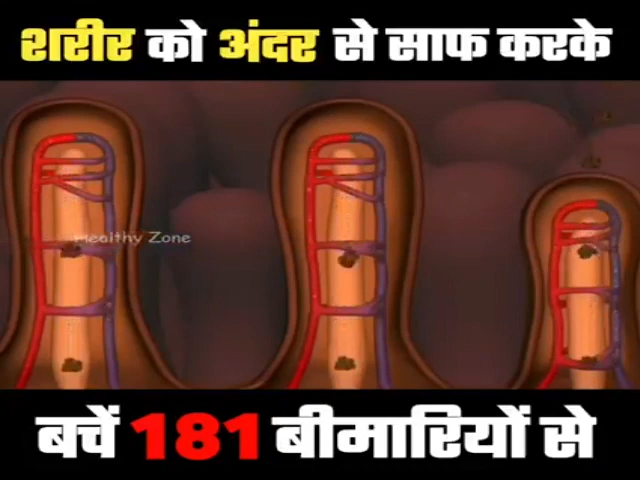 शरीर को अंदर से साफ करके
Healthy Zone
बचें 181 बीमारियों से